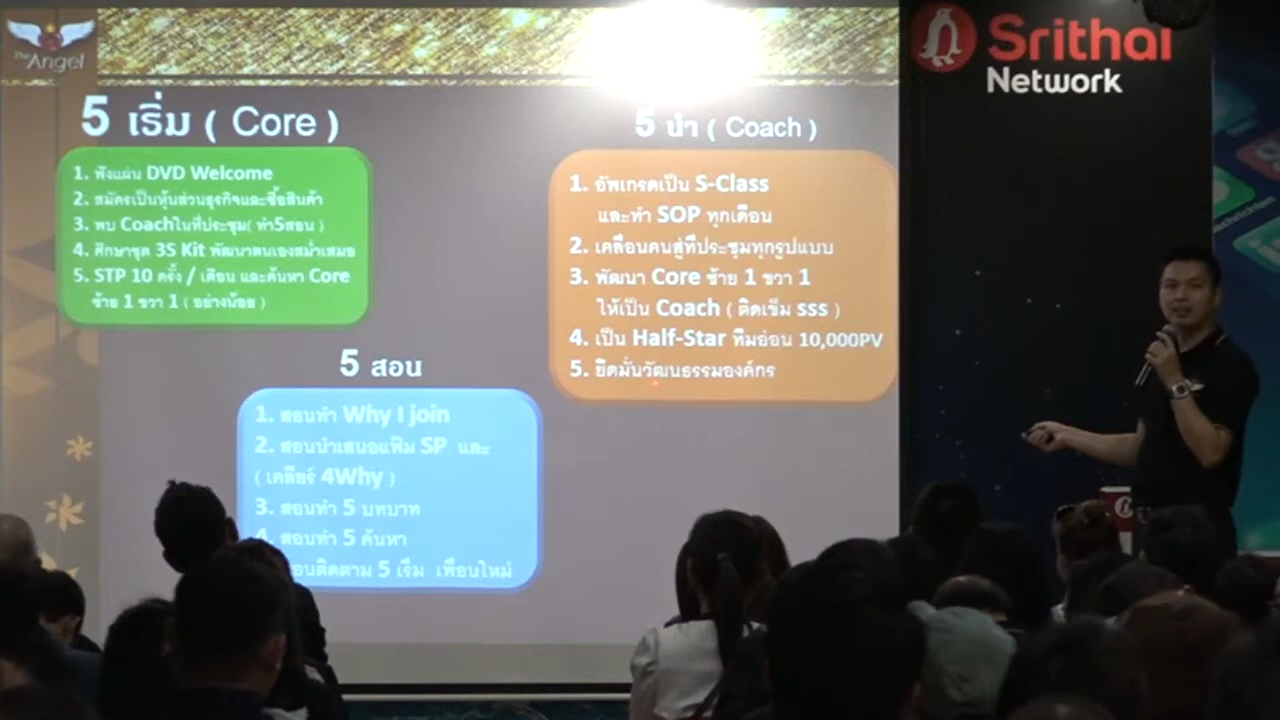 The Angel
Srithai
Network
5 เริ่ม ( Core )
1. ฟังแผ่น DVD Welcome
2. สมัครเป็นหุ้นส่วนธุรกิจและซื้อสินค้า
3. พบ Coachในที่ประชุม( ทำ5สอน )
4. ศึกษาชุด 3S Kit พัฒนาตนเองสม่ำเสมอ
5. STP 10 ครั้ง / เดือน และค้นหา Core
ซ้าย 1 ขวา 1 ( อย่างน้อย )
5 นำ ( Coach )
1. อัพเกรดเป็น S-Class
และทำ SOP ทุกเดือน
2. เคลื่อนคนสู่ที่ประชุมทุกรูปแบบ
3. พัฒนา Core ซ้าย 1 ขวา 1
ให้เป็น Coach ( ติดเข็ม sss )
4. เป็น Half-Star ทีมอ่อน 10,000PV
5. ยึดมั่นวัฒนธรรมองค์กร
5 สอน
1. สอนทำ Why I join
2. สอนนำเสนอแฟ้ม SP และ
( เคลียร์ 4Why )
3. สอนทำ 5 บทบาท
4. สอนทำ 5 ค้นหา
ติดตาม 5 เริ่ม เพื่อนใหม่